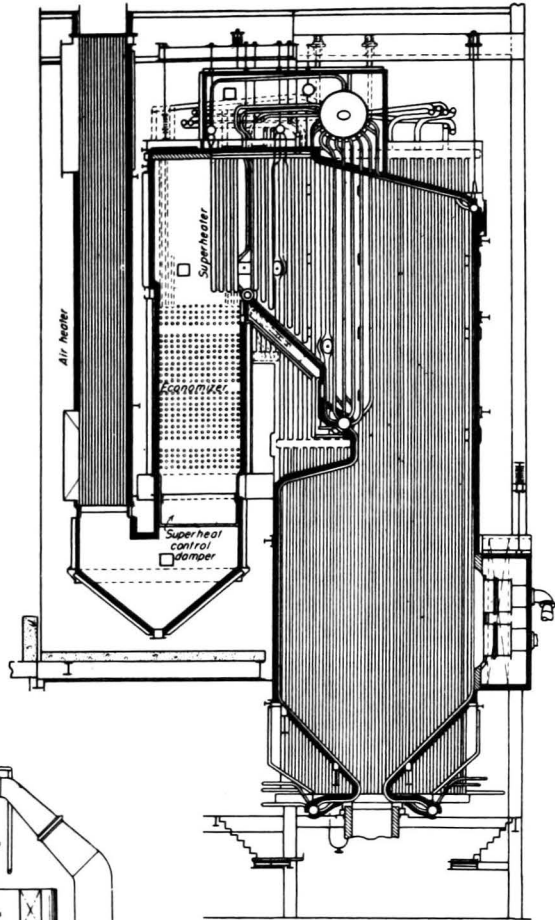 Air heater
Superheater
Economizer
Superheat
control
damper